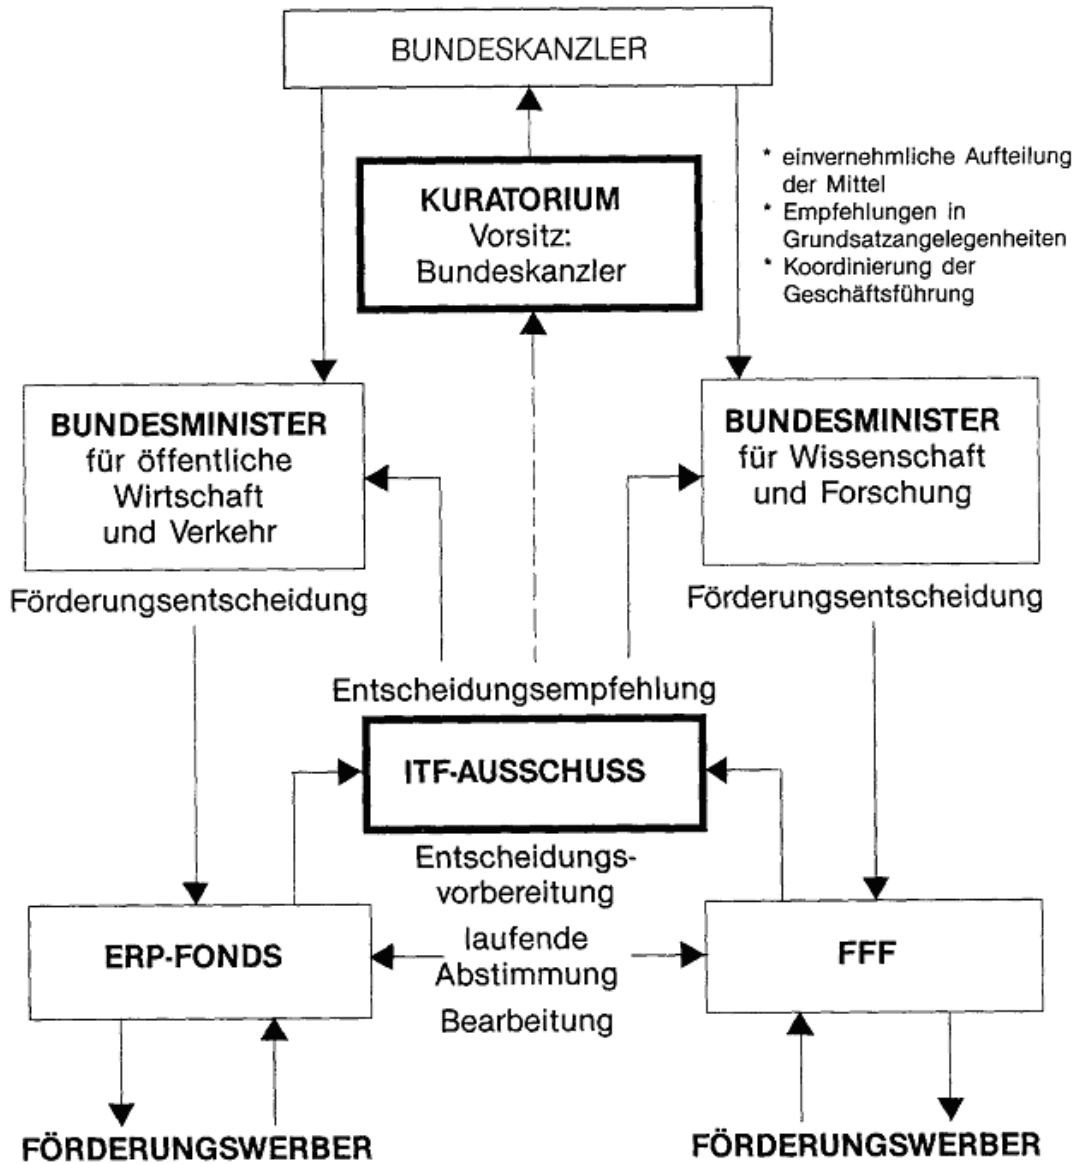 BUNDESKANZLER
KURATORIUM
Vorsitz:
Bundeskanzler
* einvernehmliche Aufteilung
der Mittel
* Empfehlungen in
Grundsatzangelegenheiten
* Koordinierung der
Geschäftsführung
BUNDESMINISTER
für öffentliche
Wirtschaft
und Verkehr
BUNDESMINISTER
für Wissenschaft
und Forschung
Förderungsentscheidung
Förderungsentscheidung
Entscheidungsempfehlung
ITF-AUSSCHUSS
Entscheidungs-
vorbereitung
ERP-FONDS
laufende
Abstimmung
FFF
Bearbeitung
FÖRDERUNGSWERBER
FÖRDERUNGSWERBER